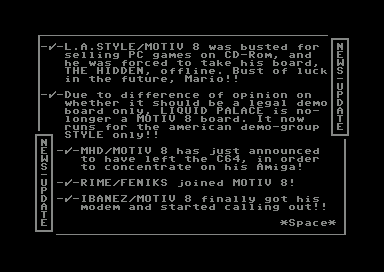 -✓-L.A.STYLE/MOTIV 8 was busted for
selling PC games on CD-Rom, and
he was forced to take his board,
THE HIDDEN, offline. Bust of luck
in the future, Mario!!
-✓-Due to difference of opinion on
whether it should be a legal demo
board only, LIQUID PALACE is no-
longer a MOTIV 8 board. It now
runs for the american demo-group
STYLE only!!
NEWS-UPDATE
-✓-MHD/MOTIV 8 has just announced
to have left the C64, in order
to concentrate on his Amiga!
-✓-RIME/FENIKS joined MOTIV 8!
-✓-IBANEZ/MOTIV 8 finally got his
modem and started calling out!!
NEWS-UPDATE
*Space*